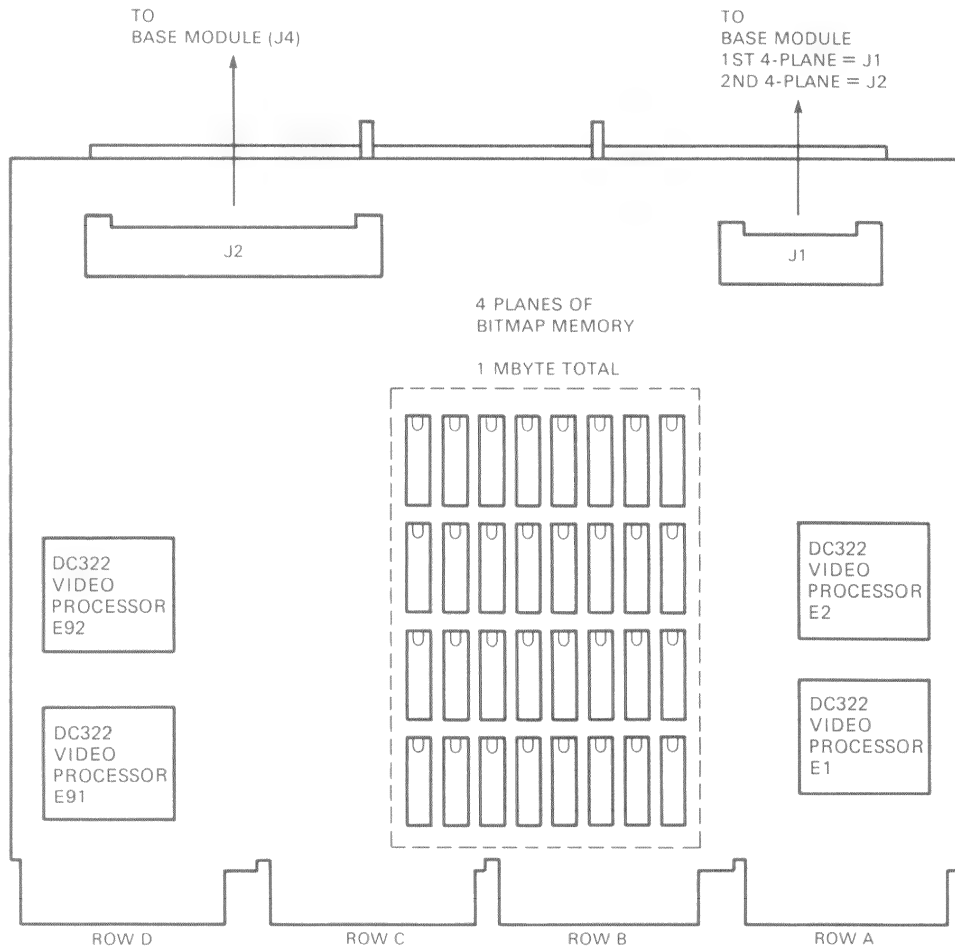 TO
BASE MODULE (J4)
TO
BASE MODULE
1ST 4-PLANE = J1
2ND 4-PLANE = J2
J2
J1
4 PLANES OF
BITMAP MEMORY
1 MBYTE TOTAL
DC322
VIDEO
PROCESSOR
E92
DC322
VIDEO
PROCESSOR
E2
DC322
VIDEO
PROCESSOR
E91
DC322
VIDEO
PROCESSOR
E1
ROW D
ROW C
ROW B
ROW A